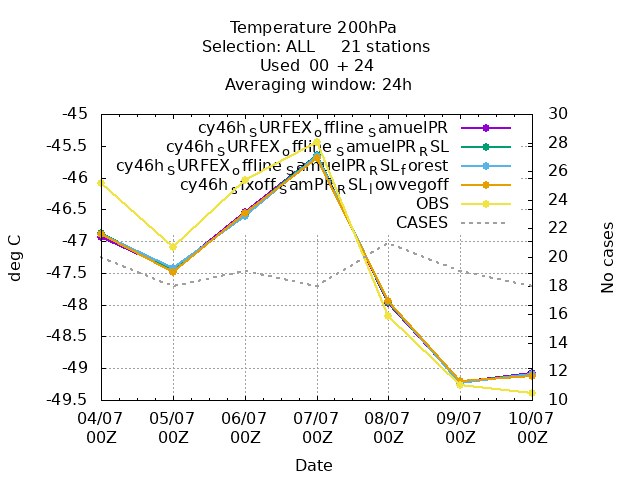 Temperature 200hPa
Selection: ALL 21 stations
Used 00 + 24
Averaging window: 24h
-45
-45.5
-46
-46.5
-47
-47.5
-48
-48.5
-49
-49.5
deg C
30
28
26
24
22
20
18
16
14
12
10
No cases
cy46h_SURFEX_offline_SamuelPR
cy46h_SURFEX_offline_SamuelPR_RSL
cy46h_SURFEX_offline_SamuelPR_RSL_forest
cy46h_sfxoff_SamPR_RSL_lowvegoff
OBS
CASES
04/07 05/07 06/07 07/07 08/07 09/07 10/07
00Z 00Z 00Z 00Z 00Z 00Z 00Z
Date